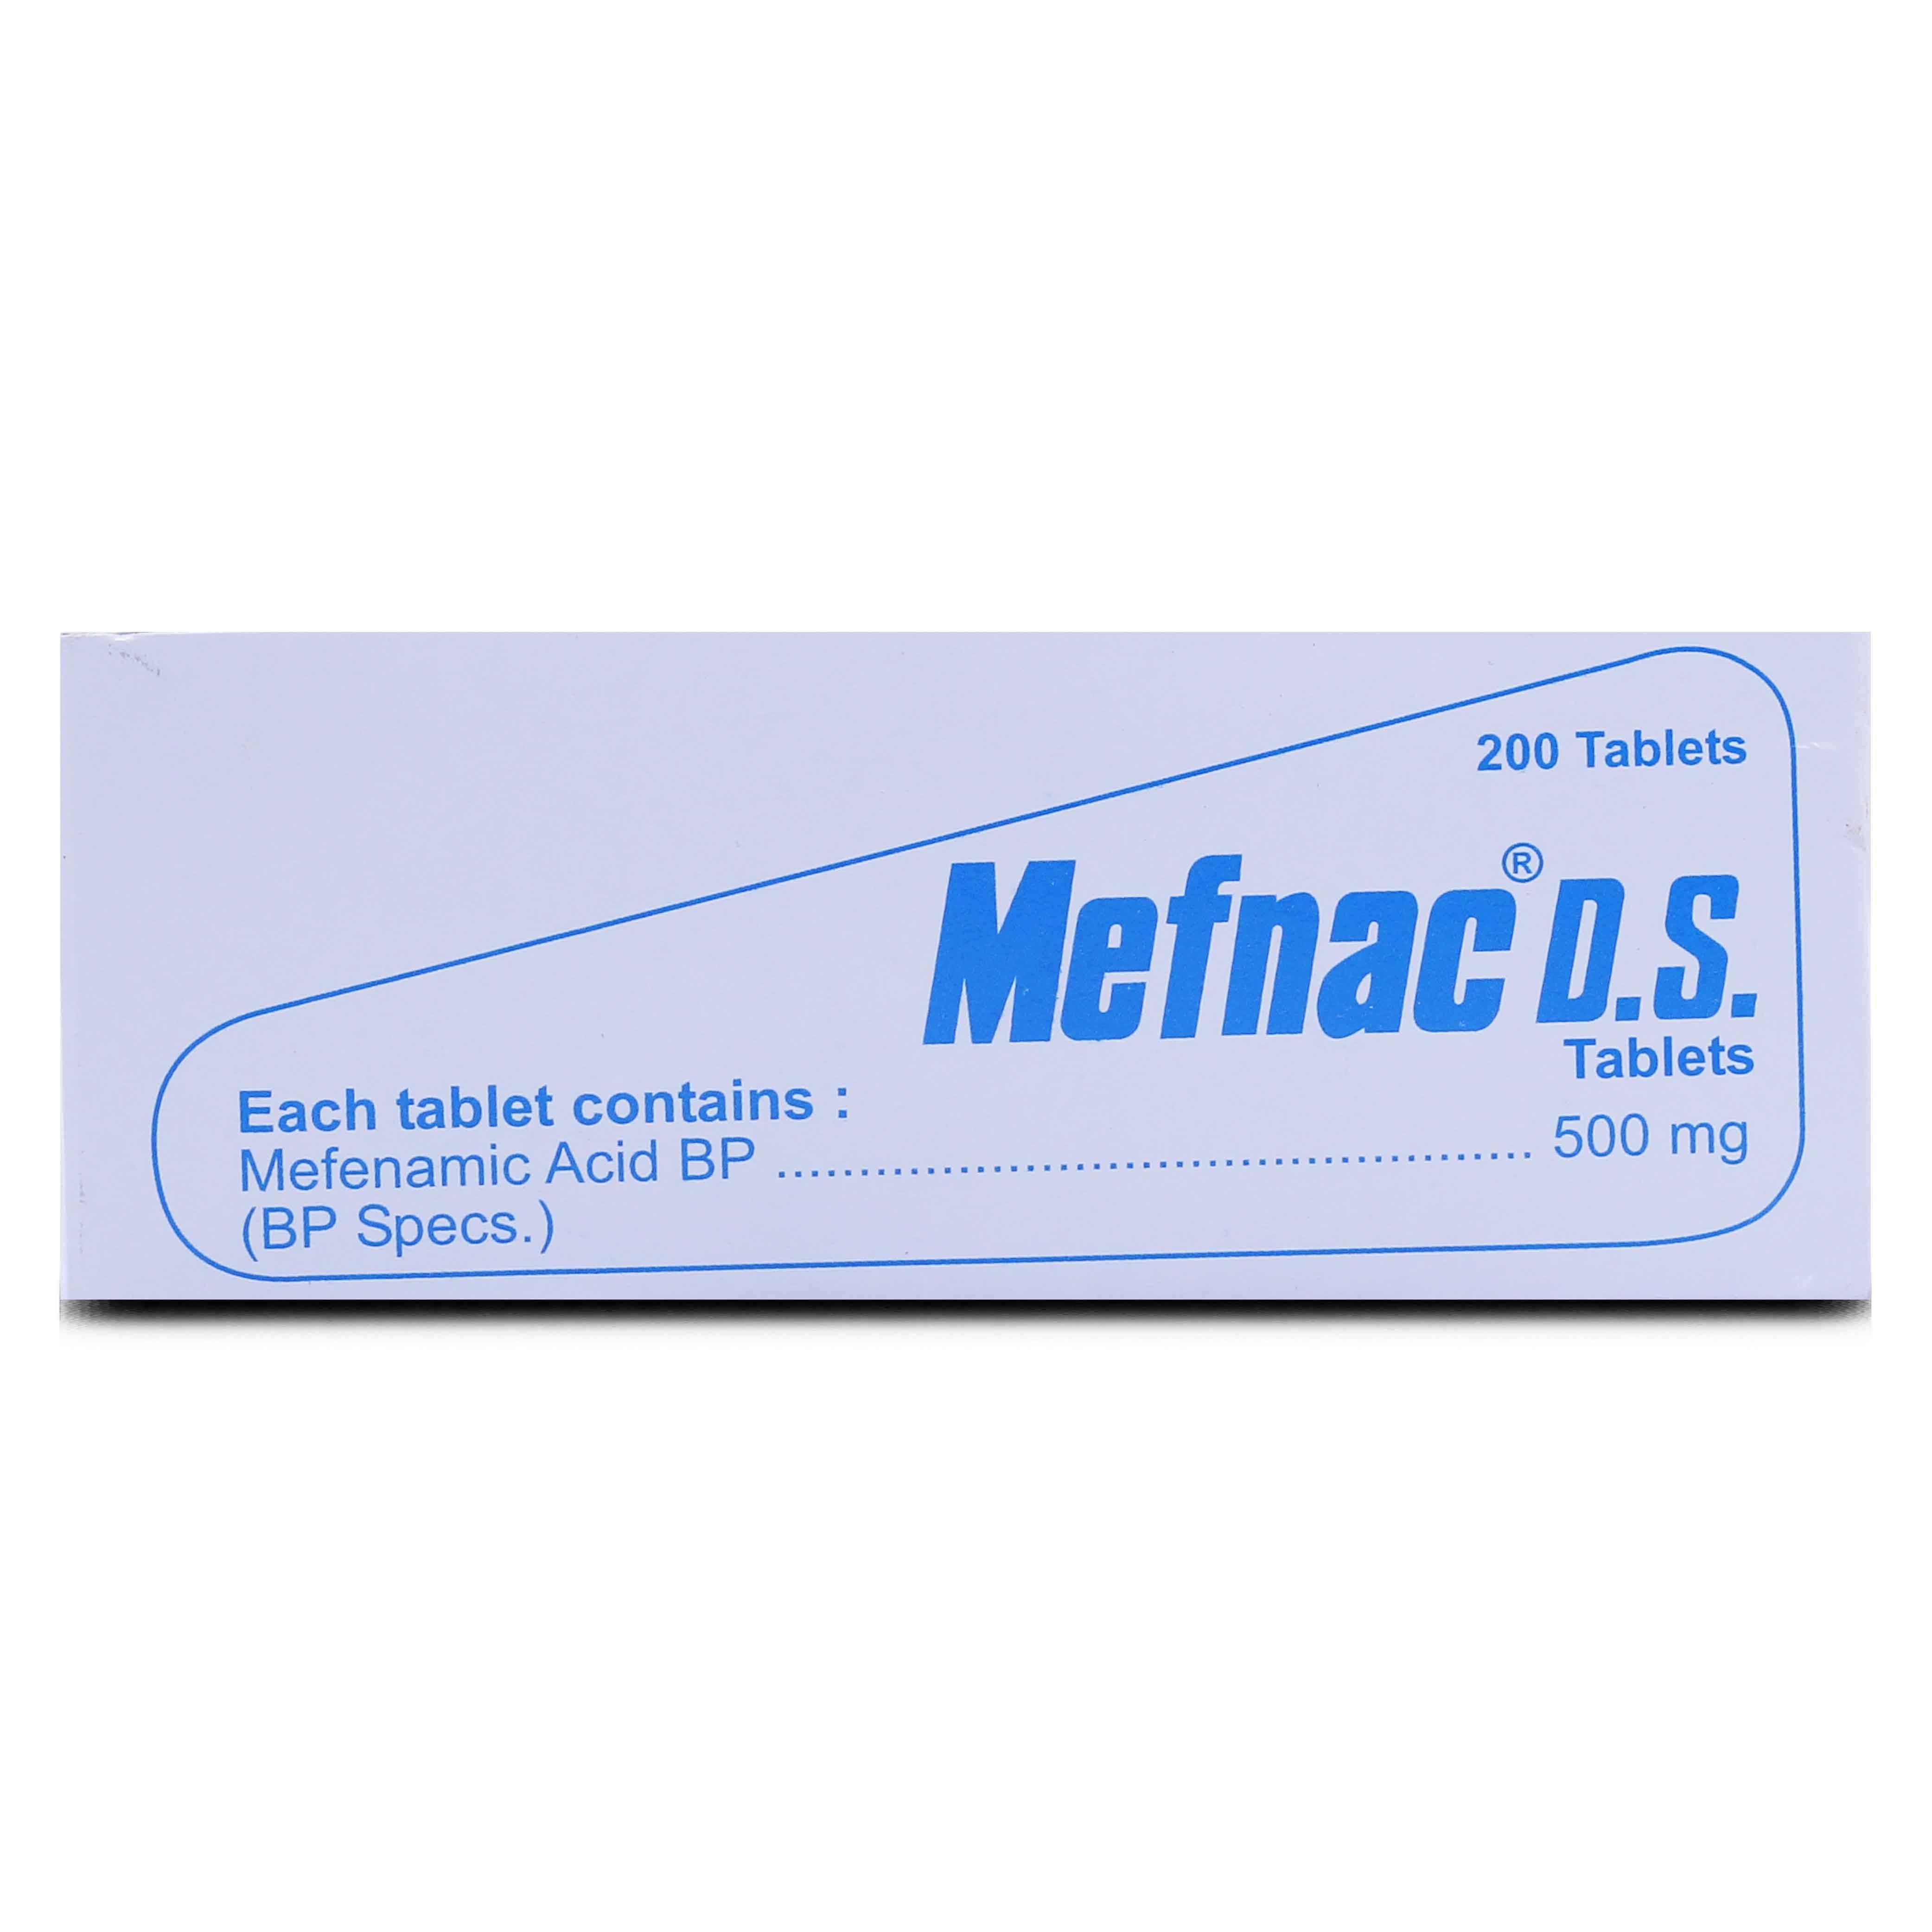 200 Tablets
Mefnac® D.S.
Tablets
Each tablet contains :
Mefenamic Acid BP .............................................. 500 mg
(BP Specs.)